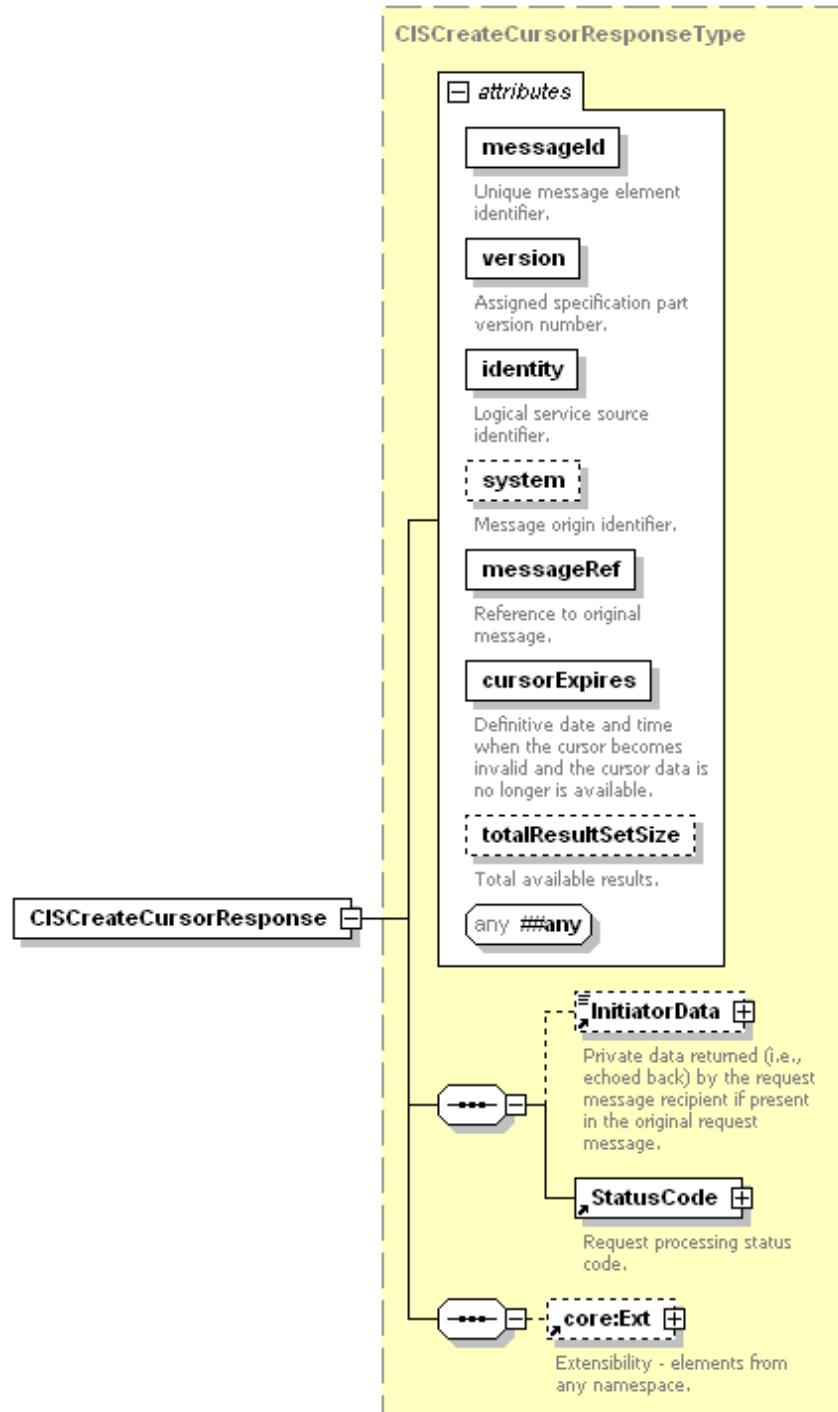 CISCreateCursorResponseType
attributes
messageId
Unique message element
identifier.
version
Assigned specification part
version number.
identity
Logical service source
identifier.
system
Message origin identifier.
messageRef
Reference to original
message.
cursorExpires
Definitive date and time
when the cursor becomes
invalid and the cursor data is
no longer is available.
totalResultSetSize
Total available results.
any ##any
CISCreateCursorResponse
InitiatorData
Private data returned (i.e.,
echoed back) by the request
message recipient if present
in the original request
message.
StatusCode
Request processing status
code.
core:Ext
Extensibility - elements from
any namespace.